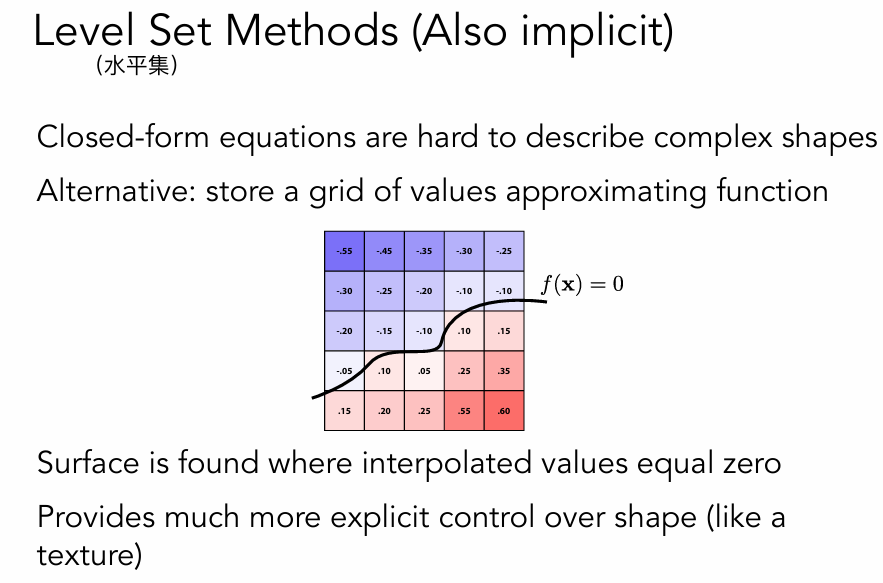 Level Set Methods (Also implicit)
(水平集)
Closed-form equations are hard to describe complex shapes
Alternative: store a grid of values approximating function
-.55 -.45 -.35 -.30 -.25
-.30 -.25 -.20 -.10 -.10
f(x) = 0
-.20 -.15 -.10 .10 .15
-.05 .10 .05 .25 .35
.15 .20 .25 .55 .60
Surface is found where interpolated values equal zero
Provides much more explicit control over shape (like a
texture)